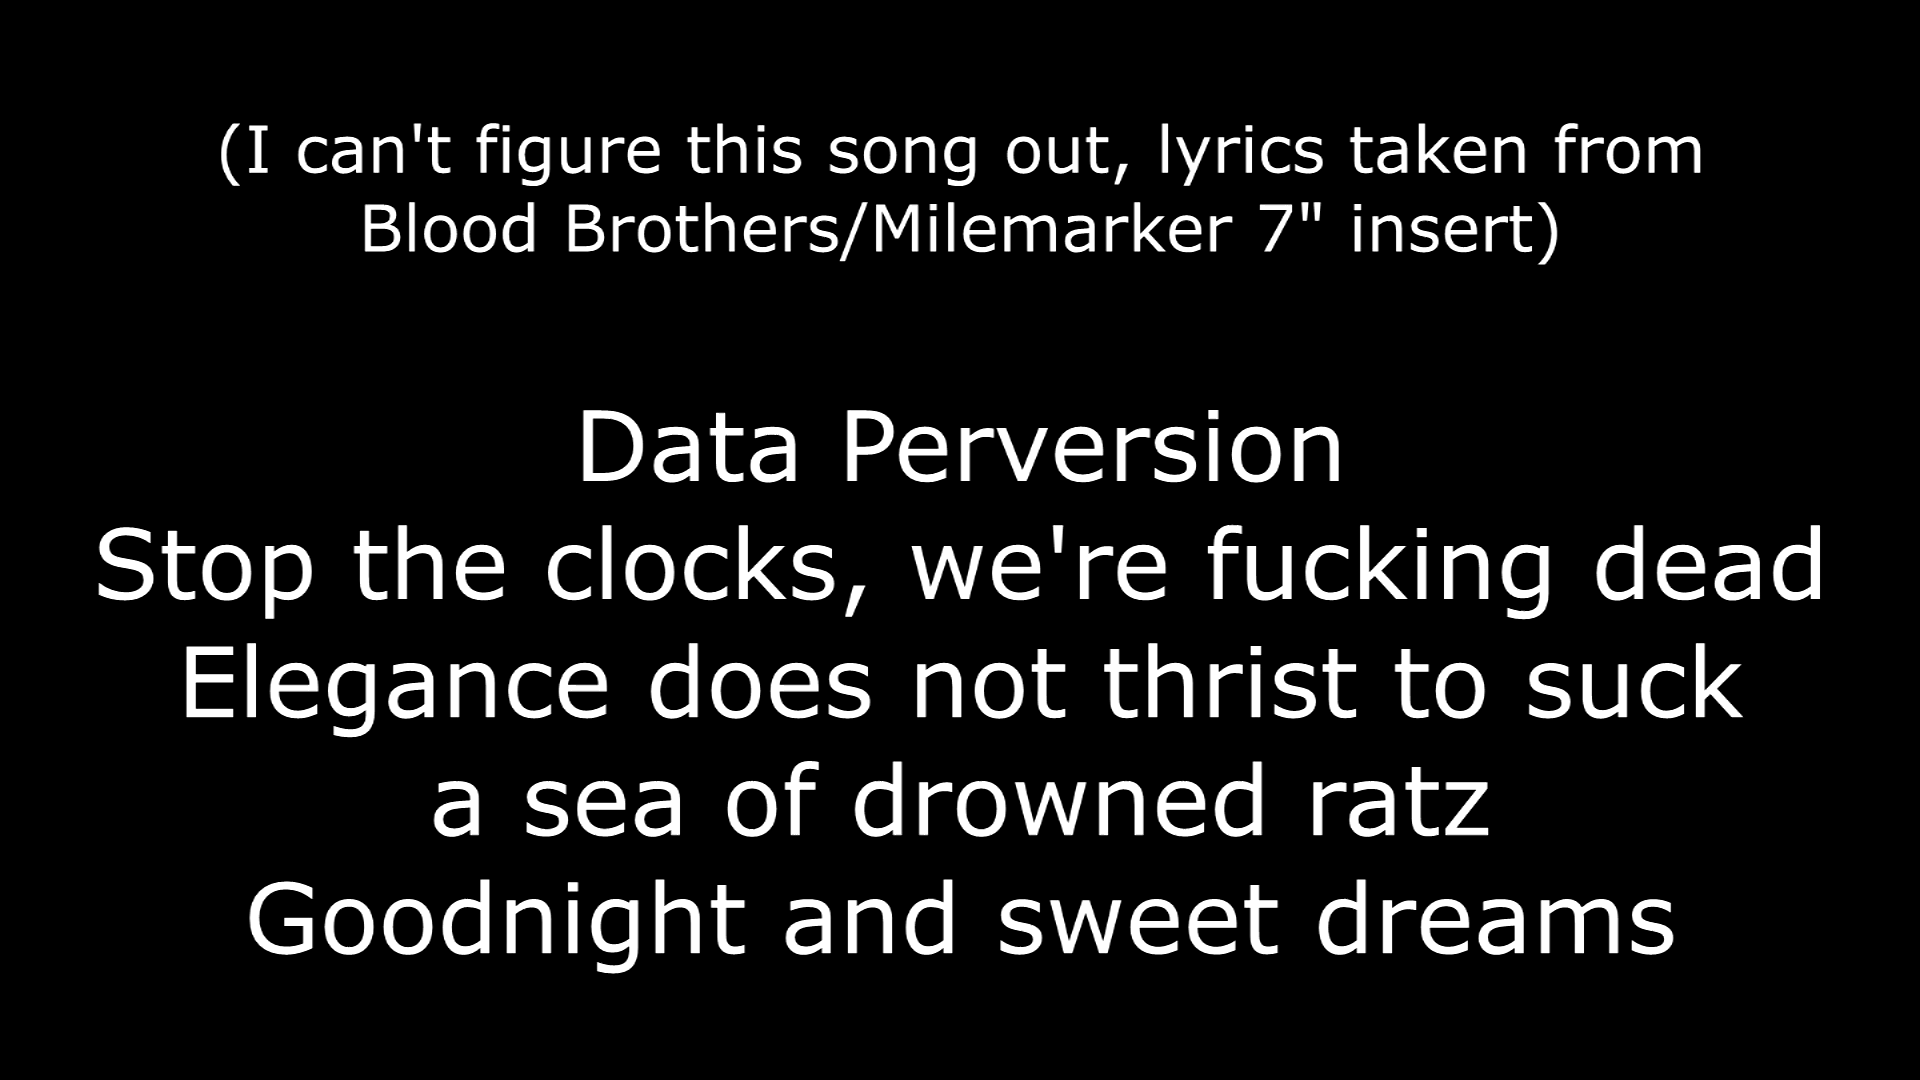 (I can't figure this song out, lyrics taken from
Blood Brothers/Milemarker 7" insert)
Data Perversion
Stop the clocks, we're fucking dead
Elegance does not thrist to suck
a sea of drowned ratz
Goodnight and sweet dreams